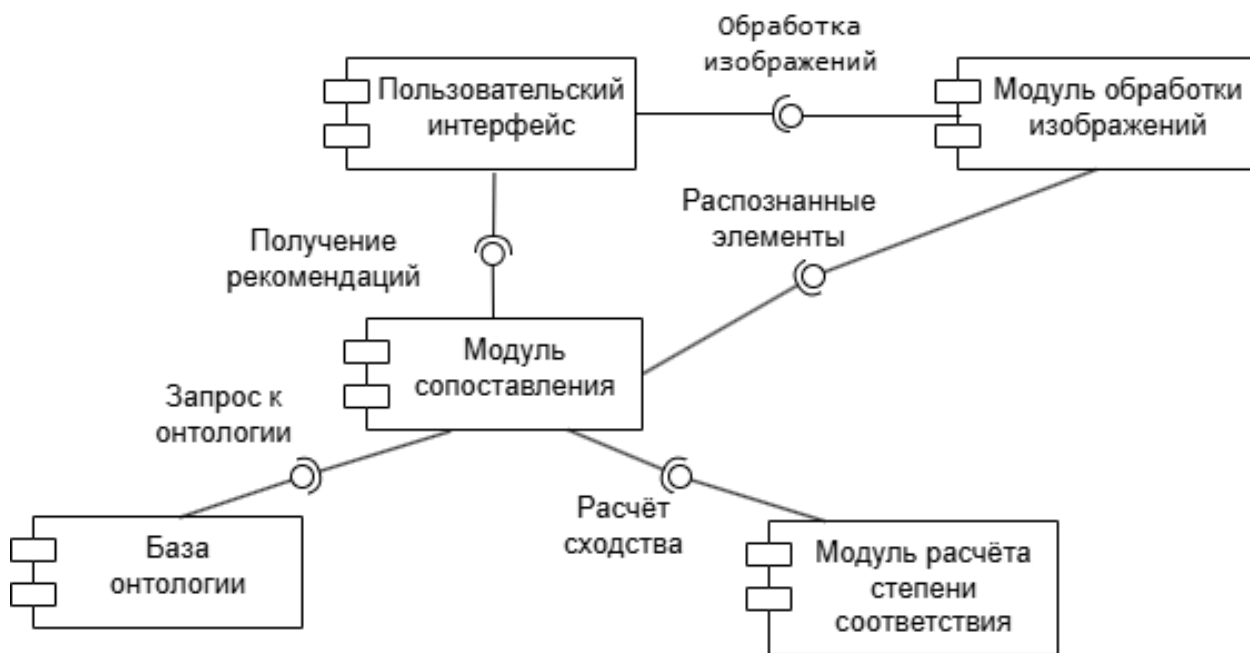 Обработка
изображений
Пользовательский
интерфейс
Модуль обработки
изображений
Распознанные
элементы
Получение
рекомендаций
Модуль
сопоставления
Запрос к
онтологии
Расчёт
сходства
База
онтологии
Модуль расчёта
степени
соответствия